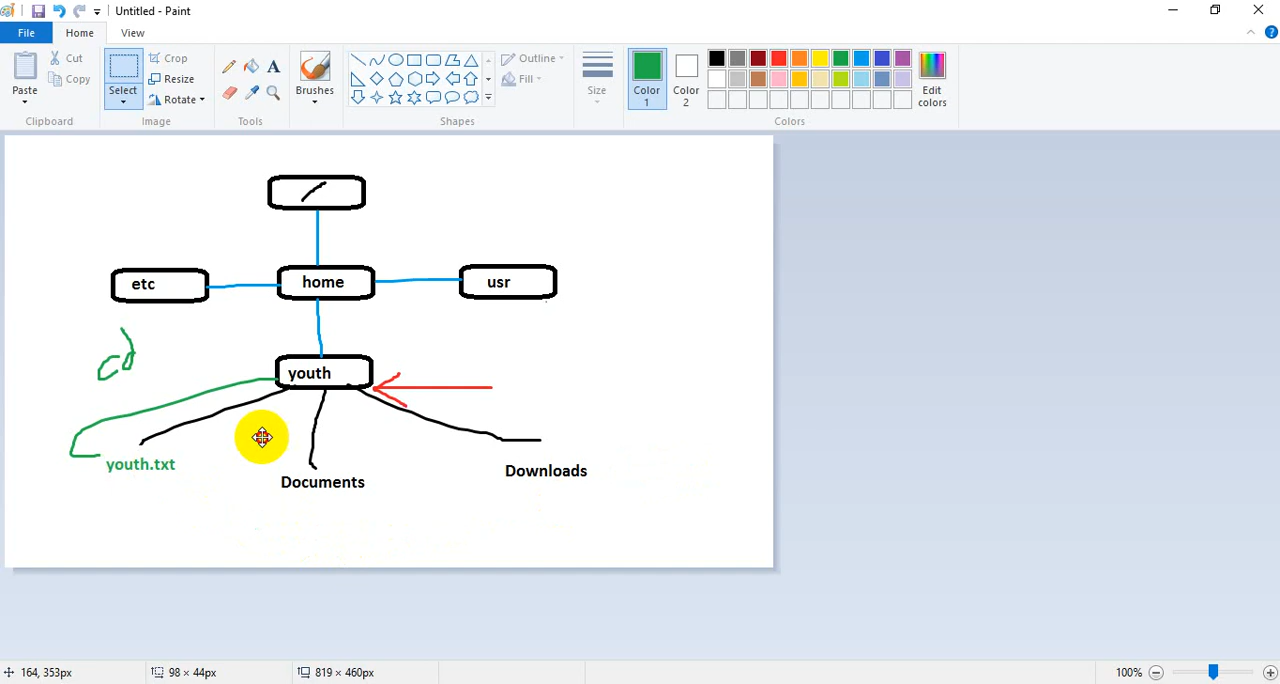 Untitled - Paint
File Home View
Paste
Cut
Copy
Clipboard
Select
Crop
Resize
Rotate
Image
A
Tools
Brushes
Shapes
Outline
Fill
Size
Color 1
Color 2
Edit colors
Colors
/
etc home usr
cd
youth
youth.txt
Documents
Downloads
164, 353px 98 × 44px 819 × 460px 100%